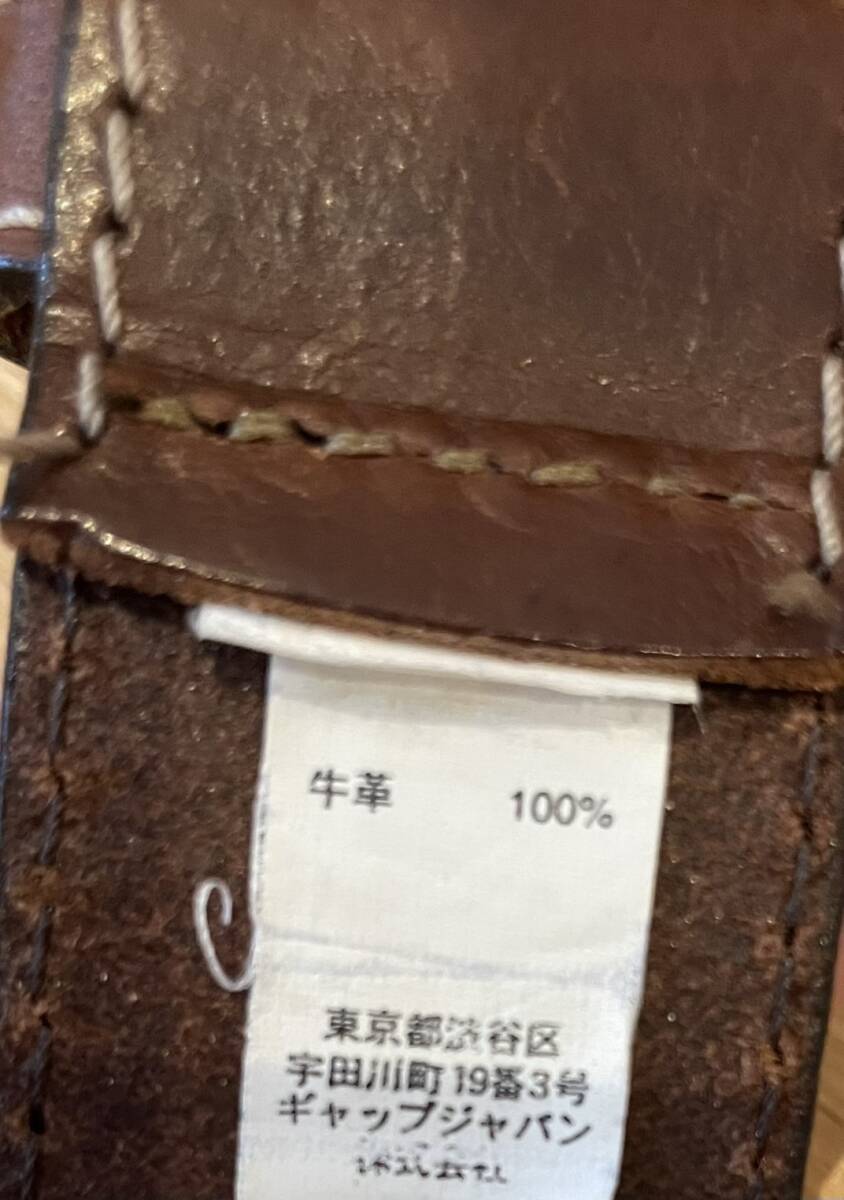 牛革 100%
東京都渋谷区
宇田川町19番3号
ギャップジャパン